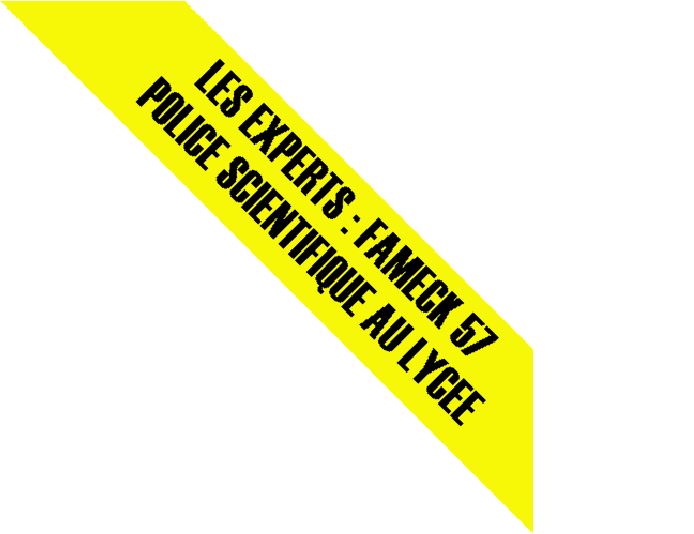 LES EXPERTS : FAMECK 57
POLICE SCIENTIFIQUE AU LYCEE